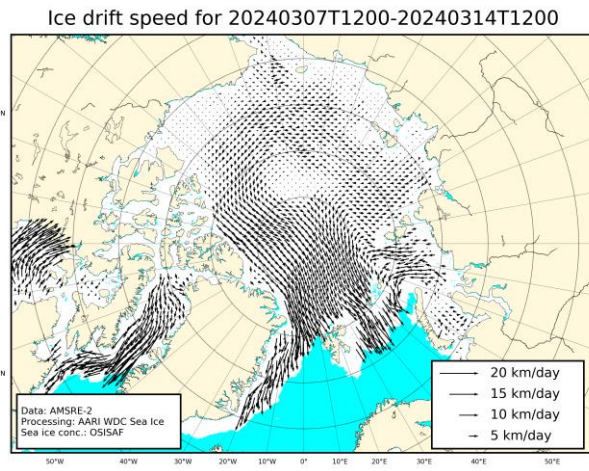 Ice drift speed for 20240307T1200-20240314T1200
N
N
Data: AMSRE-2
Processing: AARI WDC Sea Ice
Sea ice conc.: OSISAF
20 km/day
15 km/day
10 km/day
5 km/day
50°W 40°W 30°W 20°W 10°W 0° 10°E 20°E 30°E 40°E 50°E